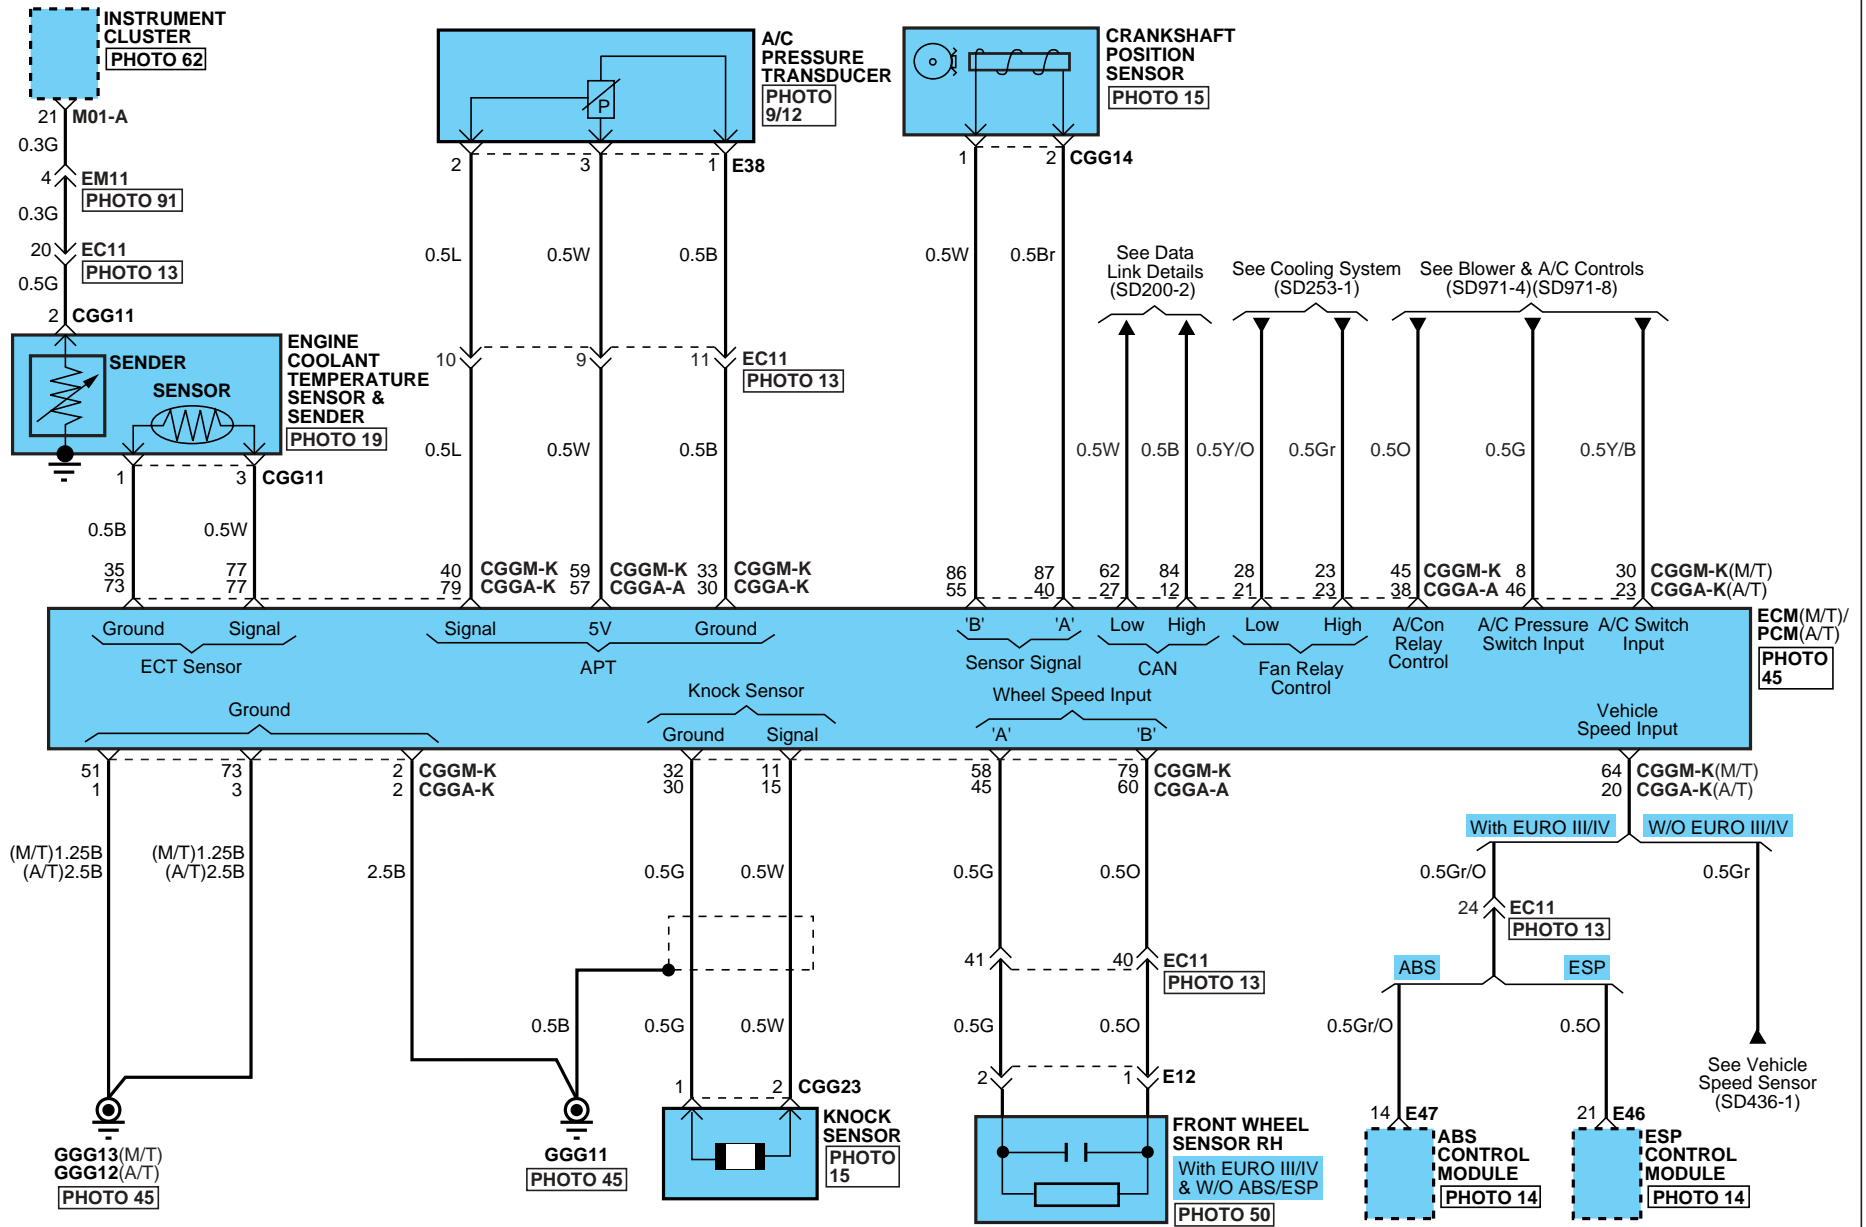 INSTRUMENT
CLUSTER
PHOTO 62
21 M01-A
0.3G
4 EM11
PHOTO 91
0.3G
20 EC11
PHOTO 13
0.5G
2 CGG11
SENDER
SENSOR
ENGINE
COOLANT
TEMPERATURE
SENSOR &
SENDER
PHOTO 19
1 3 CGG11
0.5B 0.5W
35 77
73 77
A/C
PRESSURE
TRANSDUCER
PHOTO
9/12
P
2 3 1 E38
0.5L 0.5W 0.5B
10 9 11 EC11
PHOTO 13
0.5L 0.5W 0.5B
40 CGGM-K 59 CGGM-K 33 CGGM-K
79 CGGA-K 57 CGGA-A 30 CGGA-K
CRANKSHAFT
POSITION
SENSOR
PHOTO 15
1 2 CGG14
0.5W 0.5Br
See Data
Link Details
(SD200-2)
See Cooling System
(SD253-1)
See Blower & A/C Controls
(SD971-4)(SD971-8)
0.5W 0.5B 0.5Y/O 0.5Gr 0.5O 0.5G 0.5Y/B
86 87 62 84 28 23 45 CGGM-K 8 30 CGGM-K(M/T)
55 40 27 12 21 23 38 CGGA-A 46 23 CGGA-K(A/T)
ECM(M/T)/
PCM(A/T)
PHOTO
45
Ground Signal
ECT Sensor
Signal 5V Ground
APT
'B' 'A'
Sensor Signal
Low High
CAN
Low High
Fan Relay
Control
A/Con
Relay
Control
A/C Pressure
Switch Input
A/C Switch
Input
Ground
Knock Sensor
Ground Signal
Wheel Speed Input
'A' 'B'
Vehicle
Speed Input
51 73 2 CGGM-K
1 3 2 CGGA-K
32 11
30 15
58 79 CGGM-K
45 60 CGGA-A
64 CGGM-K(M/T)
20 CGGA-K(A/T)
(M/T)1.25B
(A/T)2.5B
(M/T)1.25B
(A/T)2.5B
2.5B
0.5G 0.5W
0.5G 0.5O
With EURO III/IV W/O EURO III/IV
0.5Gr/O 0.5Gr
24 EC11
PHOTO 13
41 40 EC11
PHOTO 13
ABS ESP
0.5B 0.5G 0.5W
0.5G 0.5O
0.5Gr/O 0.5O
See Vehicle
Speed Sensor
(SD436-1)
GGG13(M/T)
GGG12(A/T)
PHOTO 45
GGG11
PHOTO 45
1 2 CGG23
KNOCK
SENSOR
PHOTO
15
2 1 E12
FRONT WHEEL
SENSOR RH
With EURO III/IV
& W/O ABS/ESP
PHOTO 50
14 E47
ABS
CONTROL
MODULE
PHOTO 14
21 E46
ESP
CONTROL
MODULE
PHOTO 14